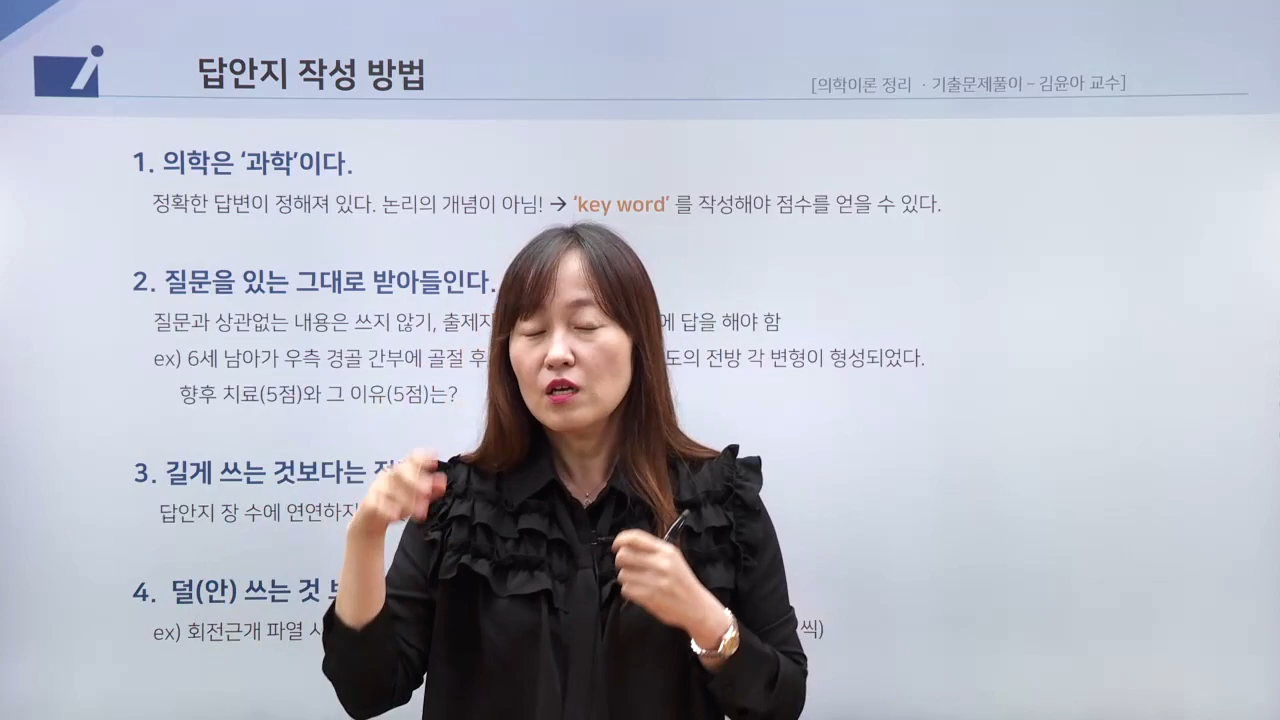 답안지 작성 방법
[의학이론 정리 · 기출문제풀이 – 김윤아 교수]
1. 의학은 ‘과학’이다.
정확한 답변이 정해져 있다. 논리의 개념이 아님! → ‘key word’ 를 작성해야 점수를 얻을 수 있다.
2. 질문을 있는 그대로 받아들인다.
질문과 상관없는 내용은 쓰지 않기, 출제자 에 답을 해야 함
ex) 6세 남아가 우측 경골 간부에 골절 후 도의 전방 각 변형이 형성되었다.
향후 치료(5점)와 그 이유(5점)는?
3. 길게 쓰는 것보다는
답안지 장 수에 연연하지
4. 덜(안) 쓰는 것
ex) 회전근개 파열 씩)